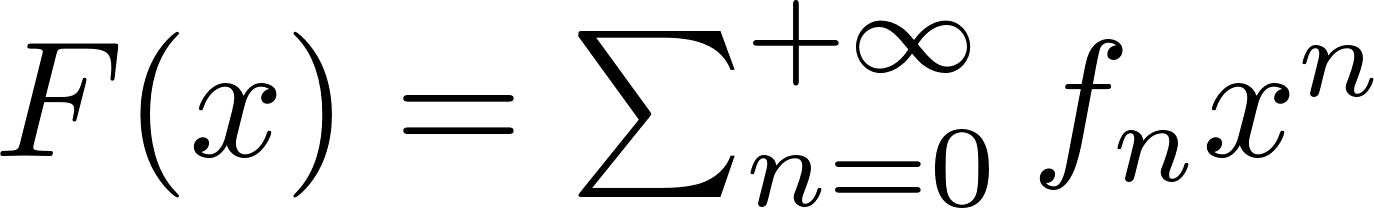 F(x) = \sum_{n=0}^{+\infty} f_n x^n